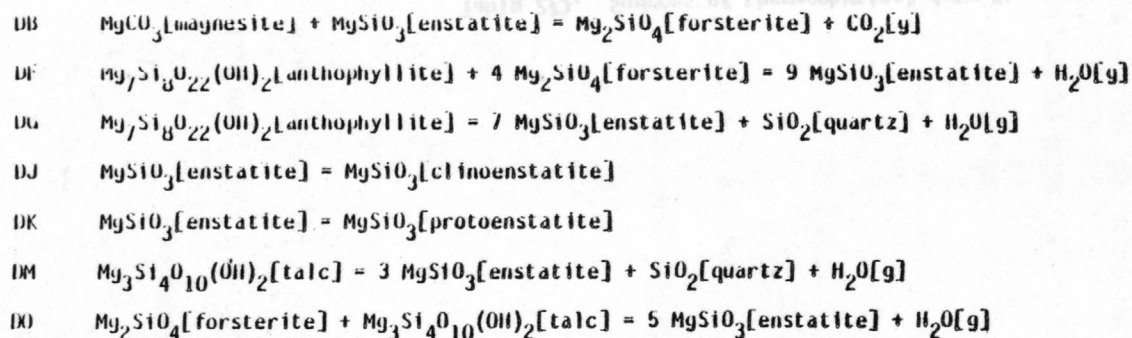 DB MgCO₃[magnesite] + MgSiO₃[enstatite] = Mg₂SiO₄[forsterite] + CO₂[g]
DF Mg₇Si₈O₂₂(OH)₂[anthophyllite] + 4 Mg₂SiO₄[forsterite] = 9 MgSiO₃[enstatite] + H₂O[g]
DG Mg₇Si₈O₂₂(OH)₂[anthophyllite] = 7 MgSiO₃[enstatite] + SiO₂[quartz] + H₂O[g]
DJ MgSiO₃[enstatite] = MgSiO₃[clinoenstatite]
DK MgSiO₃[enstatite] = MgSiO₃[protoenstatite]
DM Mg₃Si₄O₁₀(OH)₂[talc] = 3 MgSiO₃[enstatite] + SiO₂[quartz] + H₂O[g]
DO Mg₂SiO₄[forsterite] + Mg₃Si₄O₁₀(OH)₂[talc] = 5 MgSiO₃[enstatite] + H₂O[g]